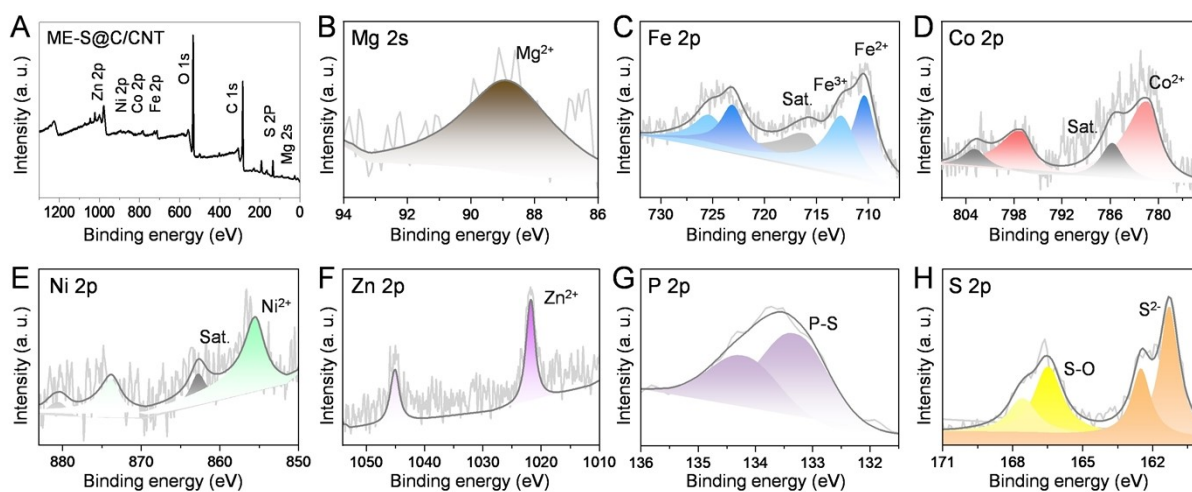 A
ME-S@C/CNT
Intensity (a. u.)
Zn 2p
Ni 2p
Co 2p
Fe 2p
O 1s
C 1s
S 2P
Mg 2s
1200 1000 800 600 400 200 0
Binding energy (eV)
B
Mg 2s
Mg²⁺
Intensity (a. u.)
94 92 90 88 86
Binding energy (eV)
C
Fe 2p
Fe²⁺
Fe³⁺
Sat.
Intensity (a. u.)
730 725 720 715 710
Binding energy (eV)
D
Co 2p
Co²⁺
Sat.
Intensity (a. u.)
804 798 792 786 780
Binding energy (eV)
E
Ni 2p
Ni²⁺
Sat.
Intensity (a. u.)
880 870 860 850
Binding energy (eV)
F
Zn 2p
Zn²⁺
Intensity (a. u.)
1050 1040 1030 1020 1010
Binding energy (eV)
G
P 2p
P-S
Intensity (a. u.)
136 135 134 133 132
Binding energy (eV)
H
S 2p
S²⁻
S-O
Intensity (a. u.)
171 168 165 162
Binding energy (eV)